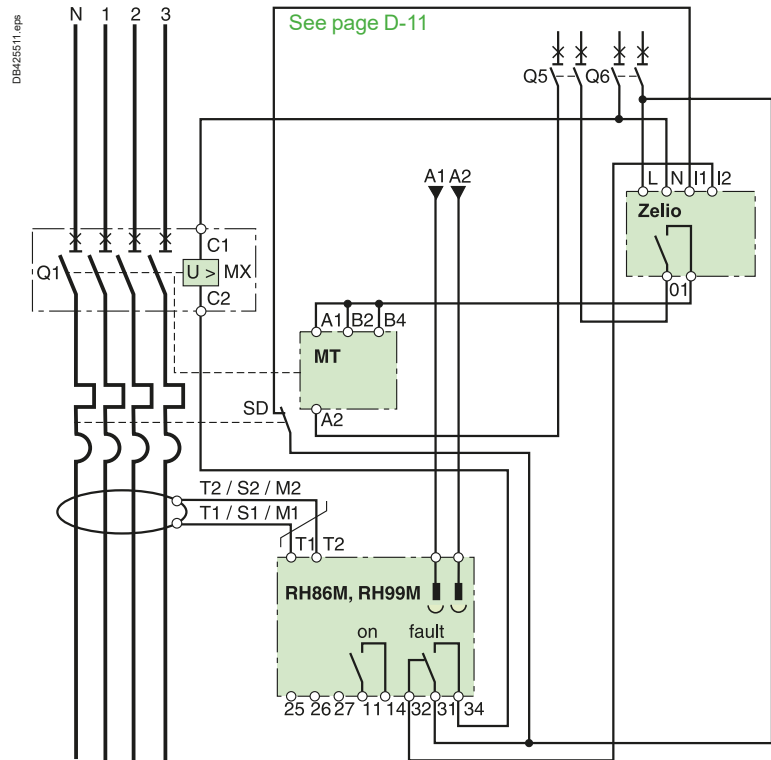 DB425511.eps
N 1 2 3
See page D-11
Q5 Q6
A1 A2
L N I1 I2
Zelio
C1
Q1 U > MX
C2
01
A1 B2 B4
MT
SD
A2
T2 / S2 / M2
T1 / S1 / M1
T1 T2
RH86M, RH99M
on fault
25 26 27 11 14 32 31 34